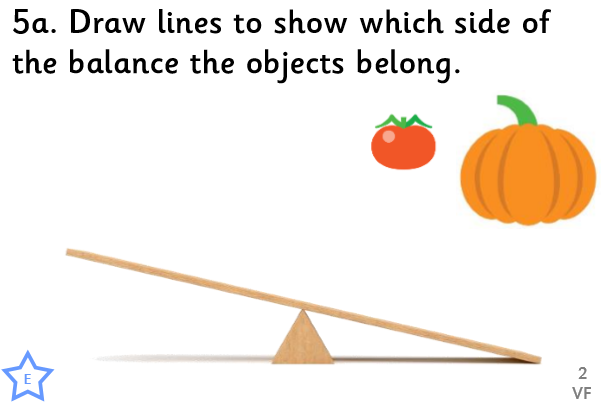 5a. Draw lines to show which side of
the balance the objects belong.
E
2
VF